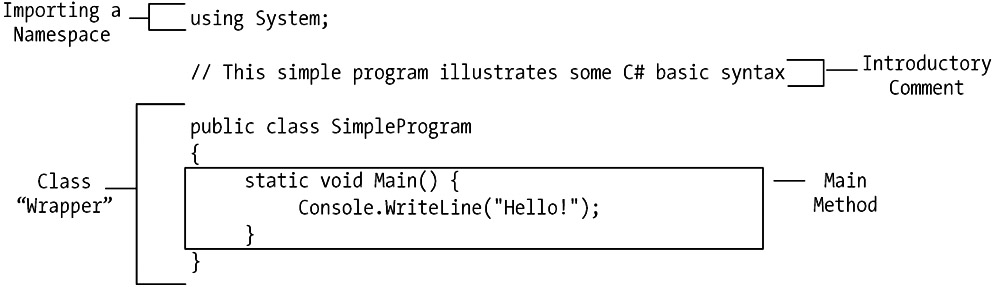 Importing a
Namespace
using System;
// This simple program illustrates some C# basic syntax
Introductory
Comment
public class SimpleProgram
{
static void Main() {
Console.WriteLine("Hello!");
}
}
Class
“Wrapper”
Main
Method